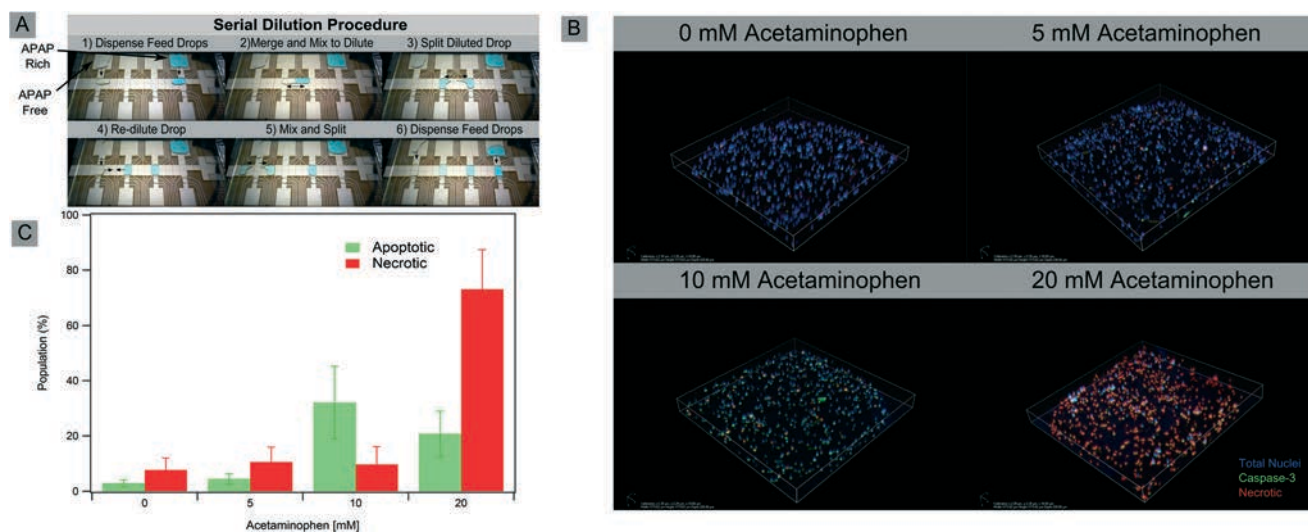 A
Serial Dilution Procedure
1) Dispense Feed Drops
2)Merge and Mix to Dilute
3) Split Diluted Drop
APAP
Rich
APAP
Free
4) Re-dilute Drop
5) Mix and Split
6) Dispense Feed Drops
B
0 mM Acetaminophen
5 mM Acetaminophen
10 mM Acetaminophen
20 mM Acetaminophen
Total Nuclei
Caspase-3
Necrotic
C
100
80
60
40
20
0
Population (%)
Apoptotic
Necrotic
0
5
10
20
Acetaminophen [mM]